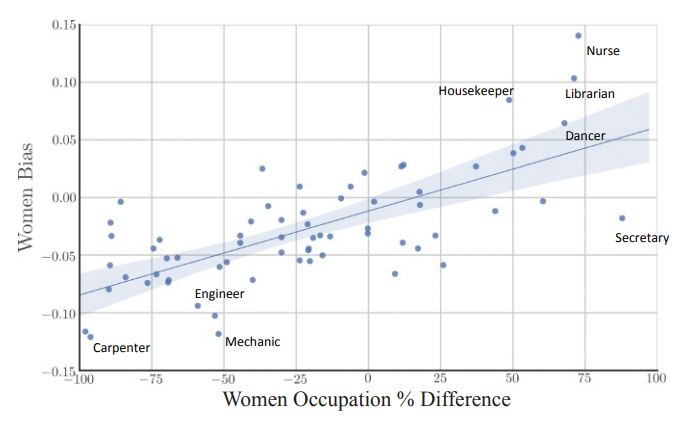 0.15
0.10
0.05
0.00
−0.05
−0.10
−0.15
Women Bias
Nurse
Housekeeper
Librarian
Dancer
Secretary
Engineer
Mechanic
Carpenter
−100
−75
−50
−25
0
25
50
75
100
Women Occupation % Difference